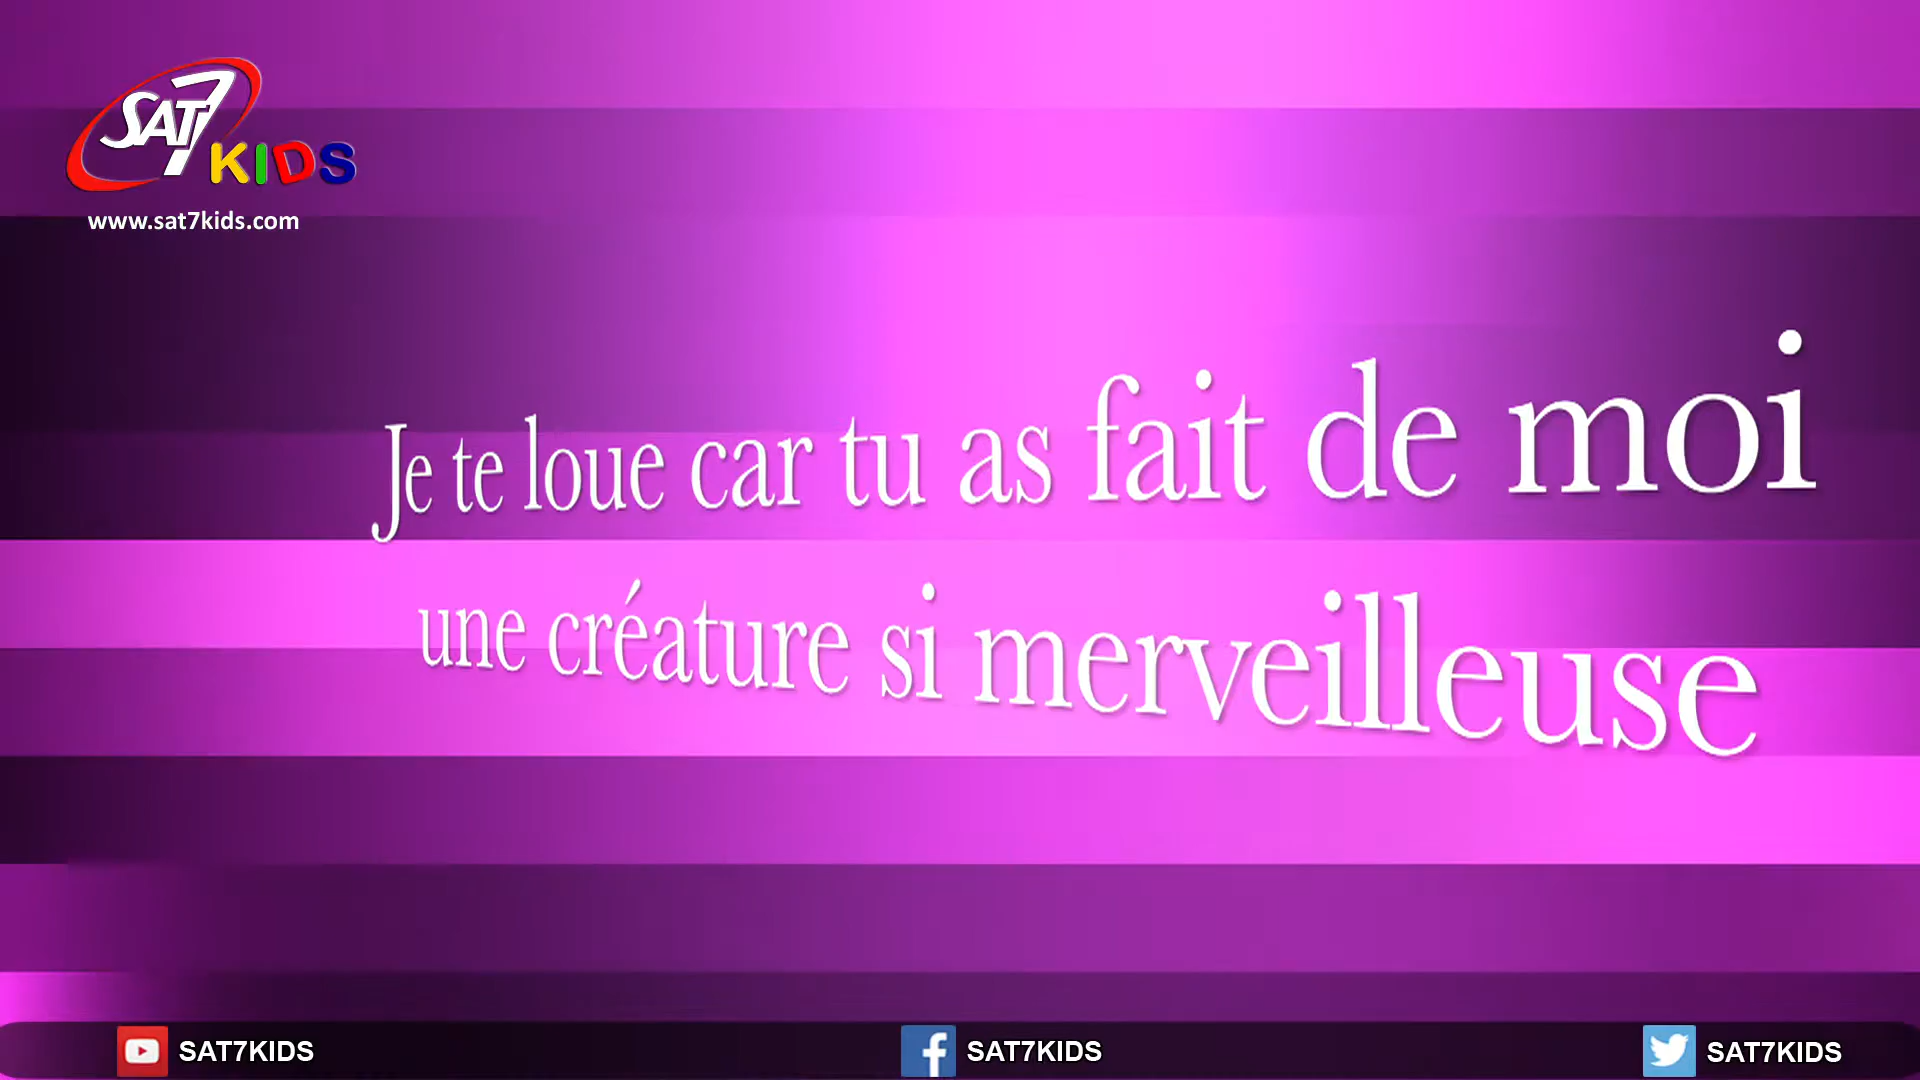 SAT7
KIDS
www.sat7kids.com
Je te loue car tu as fait de moi
une créature si merveilleuse
SAT7KIDS
SAT7KIDS
SAT7KIDS